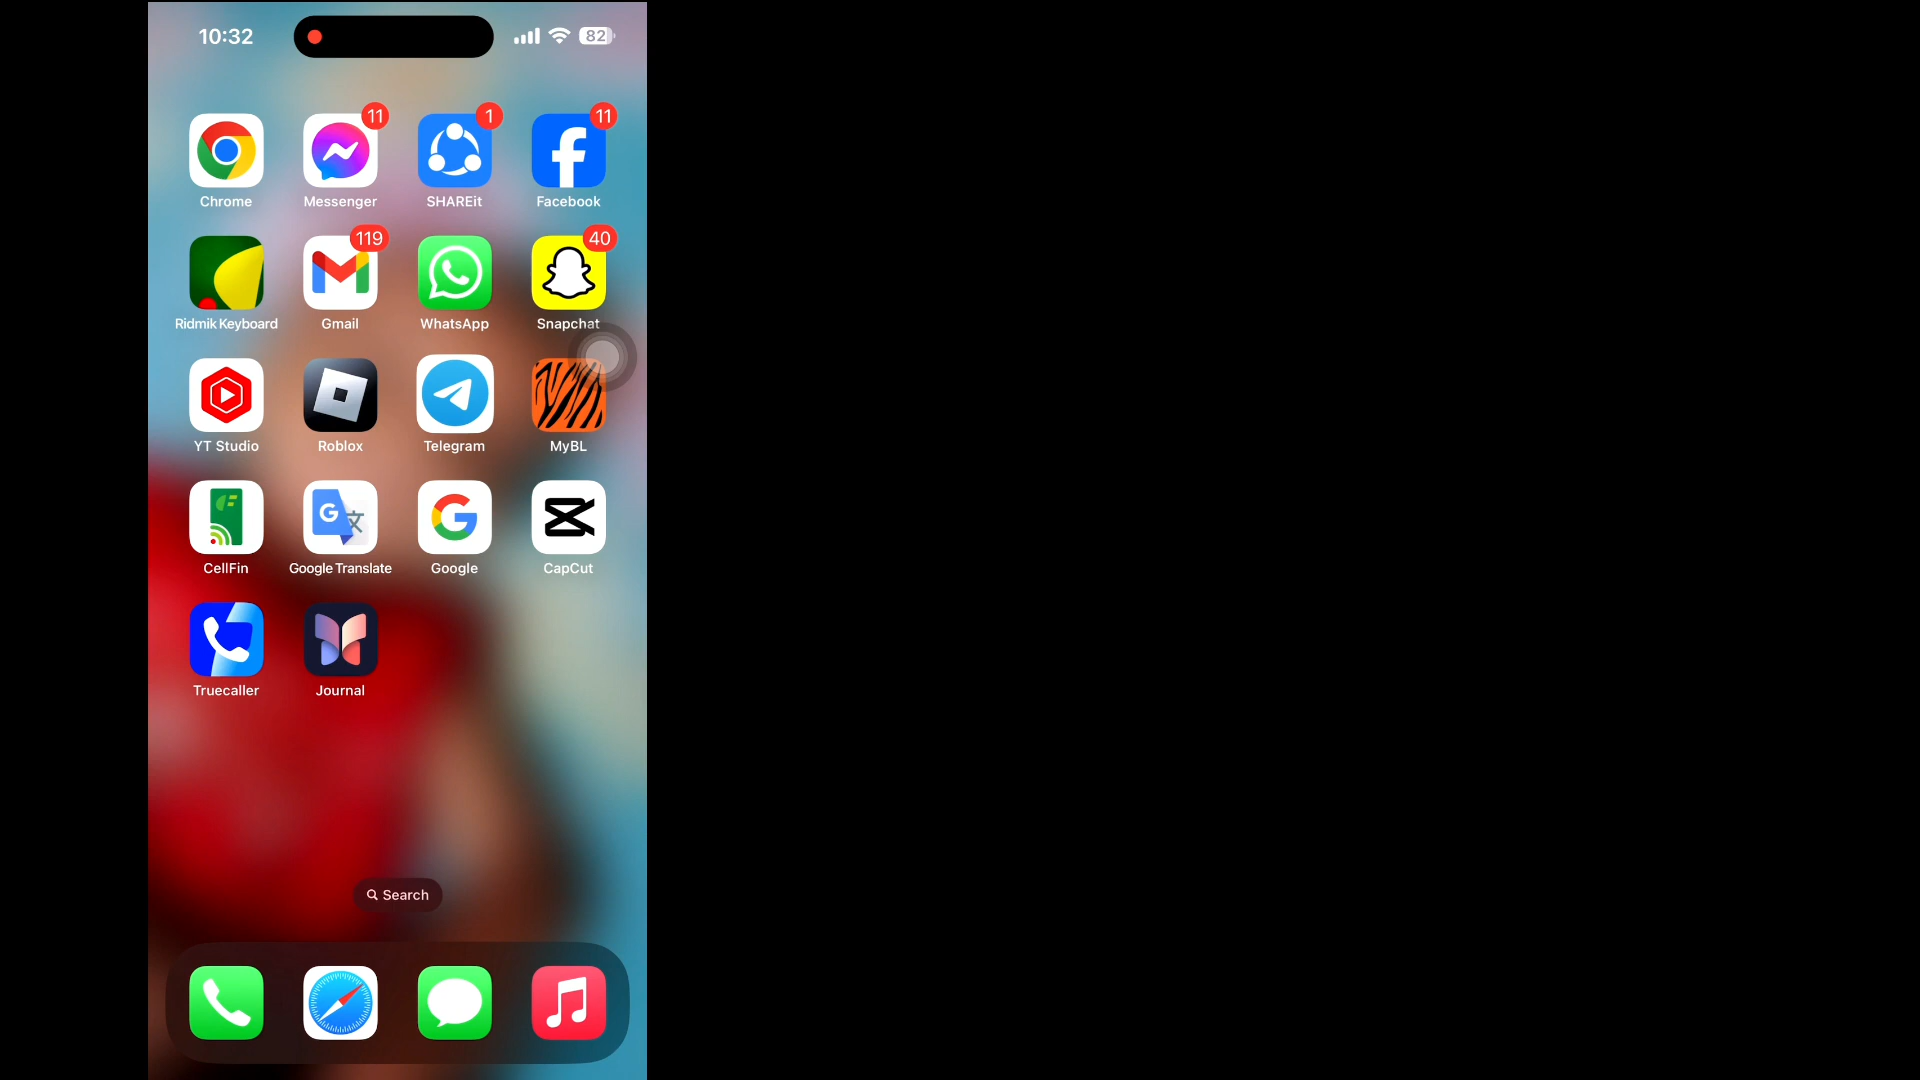 10:32 82
11 1 11
Chrome Messenger SHAREit Facebook
119 40
Ridmik Keyboard Gmail WhatsApp Snapchat
YT Studio Roblox Telegram MyBL
CellFin Google Translate Google CapCut
Truecaller Journal
Search